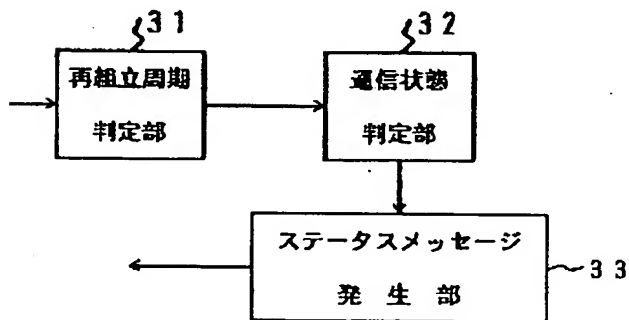 31
再組立周期
判定部
32
通信状態
判定部
ステータスメッセージ
発生部
33